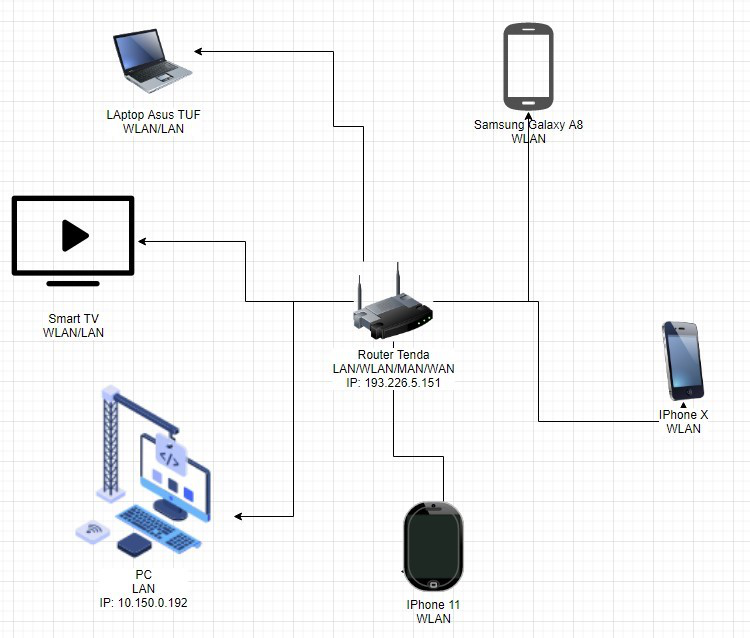 LAptop Asus TUF
WLAN/LAN
Samsung Galaxy A8
WLAN
Smart TV
WLAN/LAN
Router Tenda
LAN/WLAN/MAN/WAN
IP: 193.226.5.151
IPhone X
WLAN
</>
PC
LAN
IP: 10.150.0.192
IPhone 11
WLAN